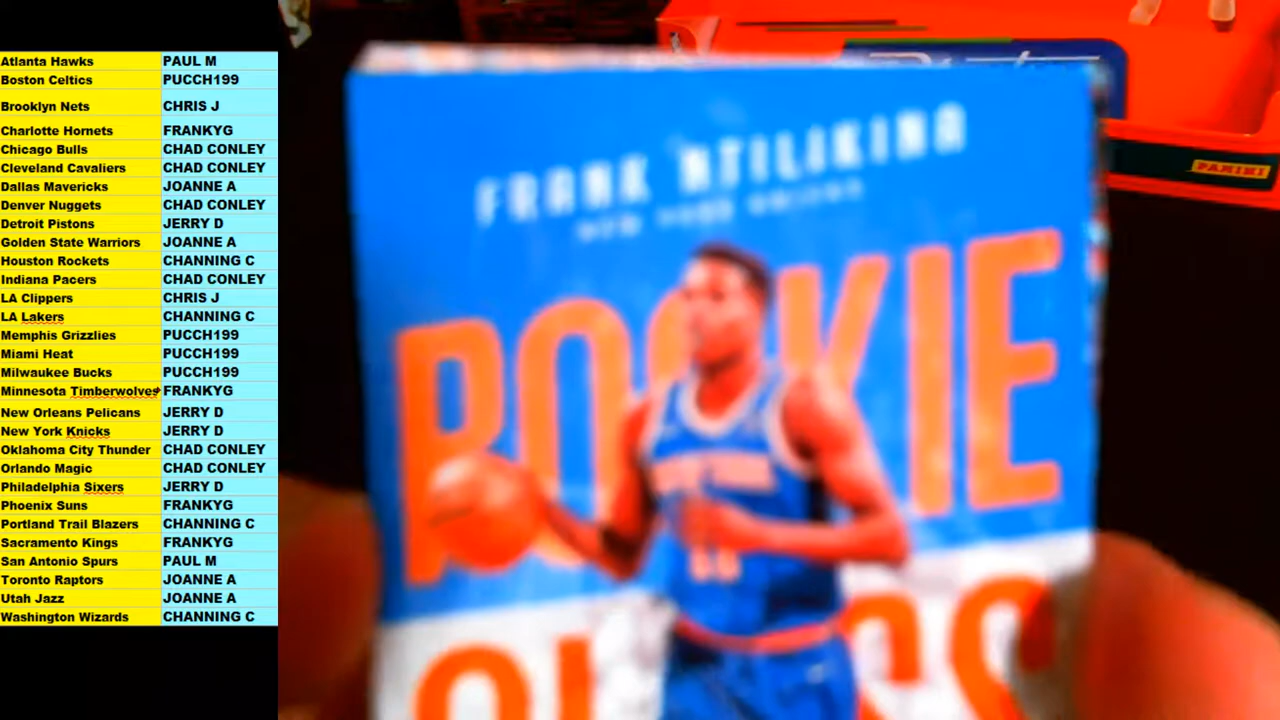 Atlanta Hawks PAUL M
Boston Celtics PUCCH199
Brooklyn Nets CHRIS J
Charlotte Hornets FRANKYG
Chicago Bulls CHAD CONLEY
Cleveland Cavaliers CHAD CONLEY
Dallas Mavericks JOANNE A
Denver Nuggets CHAD CONLEY
Detroit Pistons JERRY D
Golden State Warriors JOANNE A
Houston Rockets CHANNING C
Indiana Pacers CHAD CONLEY
LA Clippers CHRIS J
LA Lakers CHANNING C
Memphis Grizzlies PUCCH199
Miami Heat PUCCH199
Milwaukee Bucks PUCCH199
Minnesota Timberwolves FRANKYG
New Orleans Pelicans JERRY D
New York Knicks JERRY D
Oklahoma City Thunder CHAD CONLEY
Orlando Magic CHAD CONLEY
Philadelphia Sixers JERRY D
Phoenix Suns FRANKYG
Portland Trail Blazers CHANNING C
Sacramento Kings FRANKYG
San Antonio Spurs PAUL M
Toronto Raptors JOANNE A
Utah Jazz JOANNE A
Washington Wizards CHANNING C
FRANK NTILIKINA
NEW YORK KNICKS
ROOKIE
PANINI